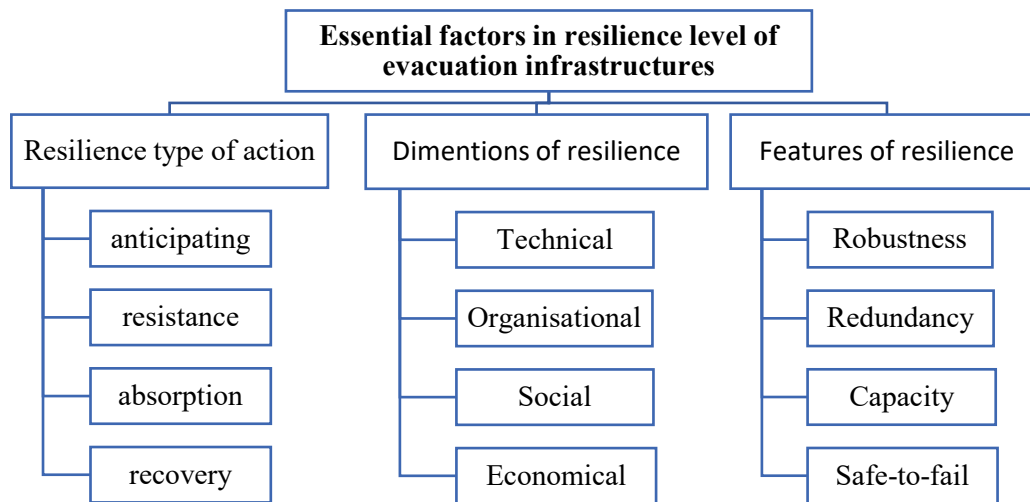 Essential factors in resilience level of
evacuation infrastructures
Resilience type of action
anticipating
resistance
absorption
recovery
Dimentions of resilience
Technical
Organisational
Social
Economical
Features of resilience
Robustness
Redundancy
Capacity
Safe-to-fail